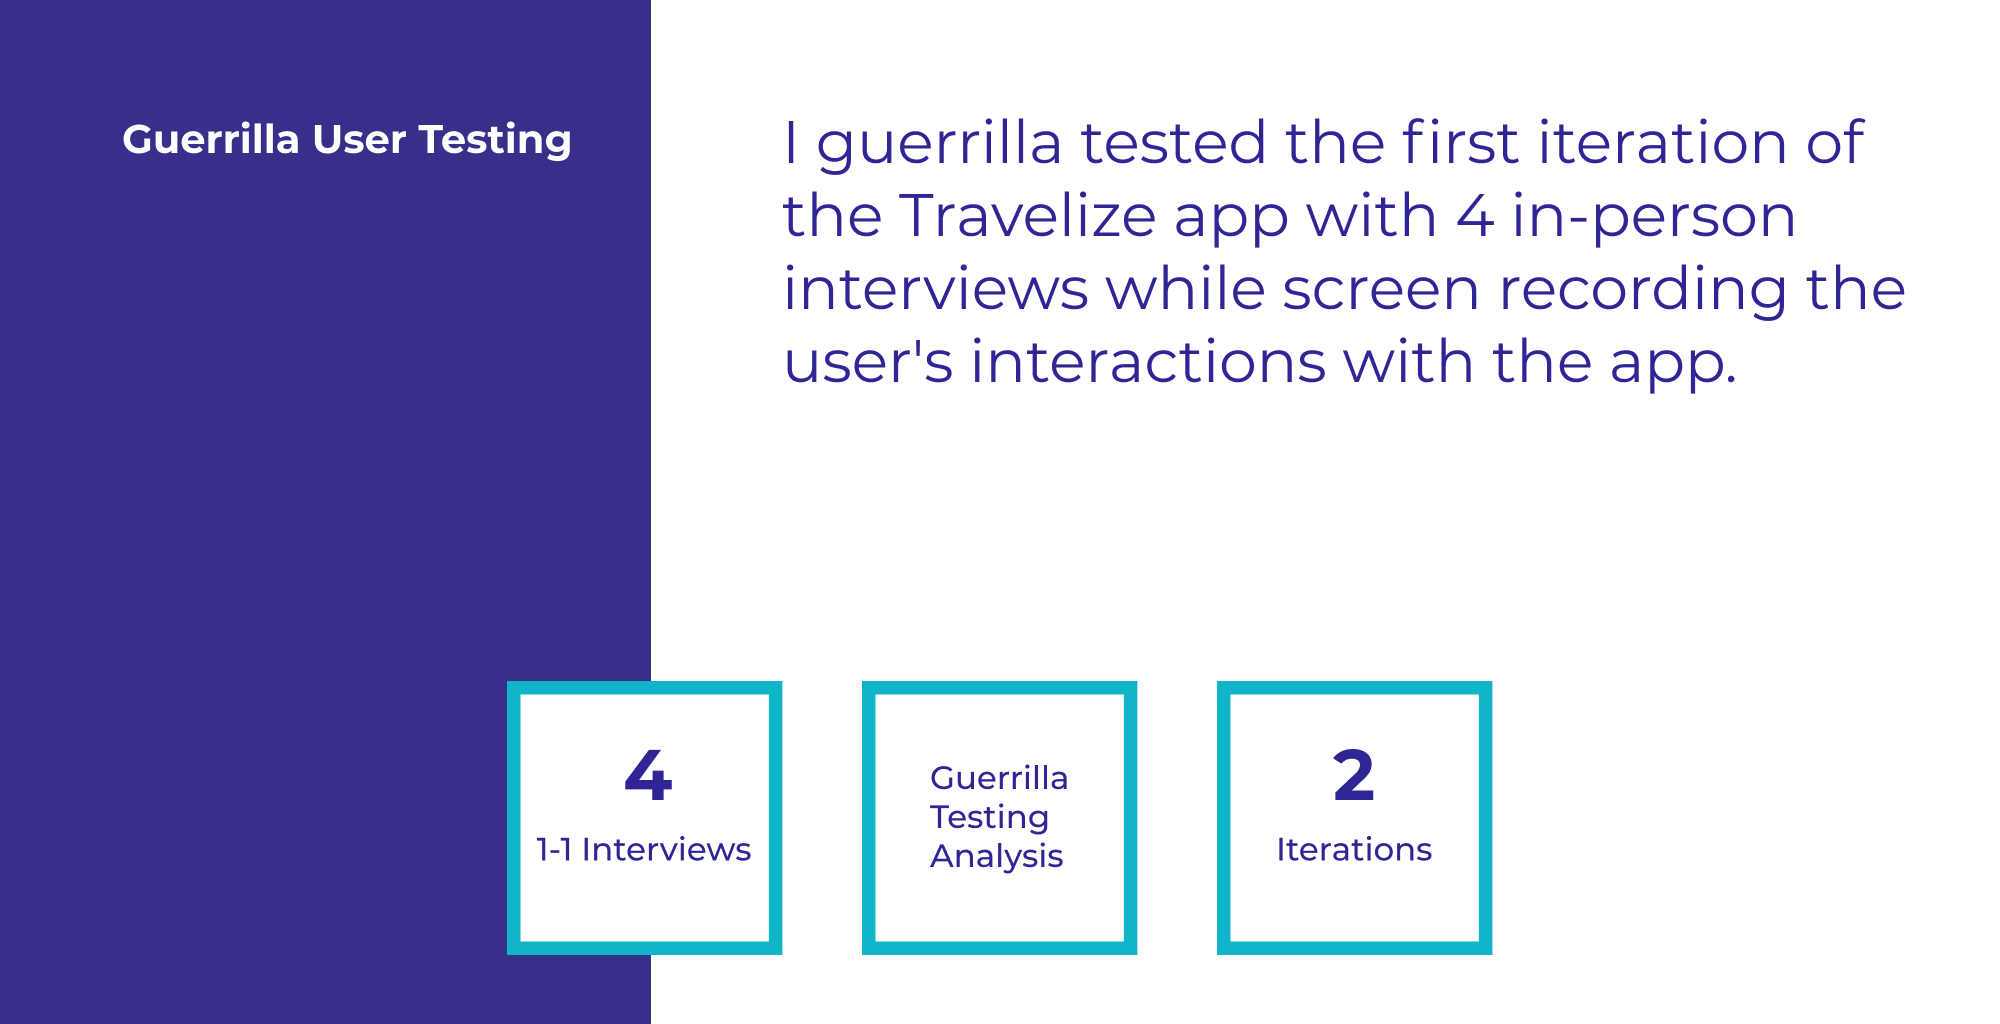 Guerrilla User Testing
I guerrilla tested the first iteration of
the Travelize app with 4 in-person
interviews while screen recording the
user's interactions with the app.
4
1-1 Interviews
Guerrilla
Testing
Analysis
2
Iterations